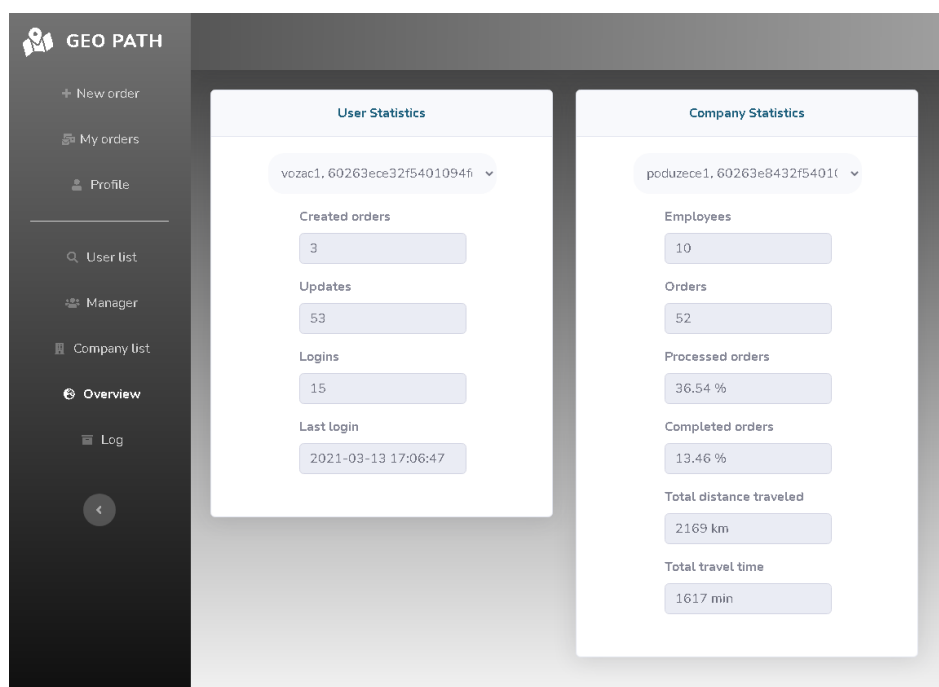 GEO PATH
New order
My orders
Profile
User list
Manager
Company list
Overview
Log
User Statistics
vozac1, 60263ece32f5401094f
Created orders
3
Updates
53
Logins
15
Last login
2021-03-13 17:06:47
Company Statistics
poduzece1, 60263e8432f5401
Employees
10
Orders
52
Processed orders
36.54 %
Completed orders
13.46 %
Total distance traveled
2169 km
Total travel time
1617 min